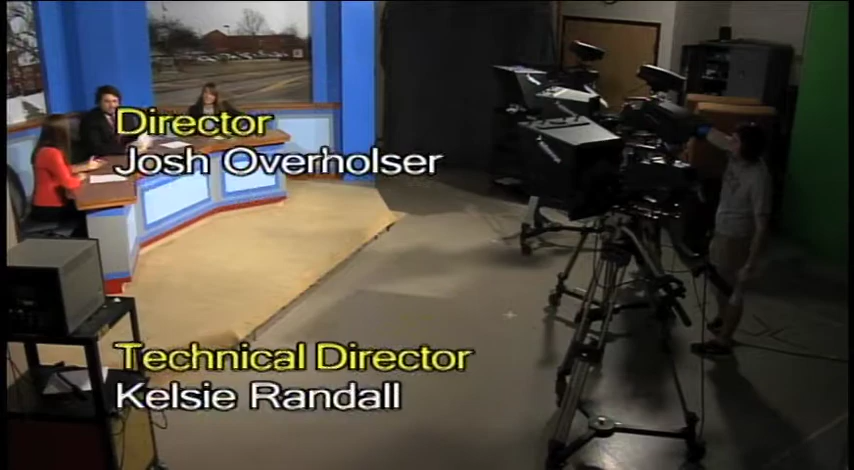 Director
Josh Overholser
Technical Director
Kelsie Randall